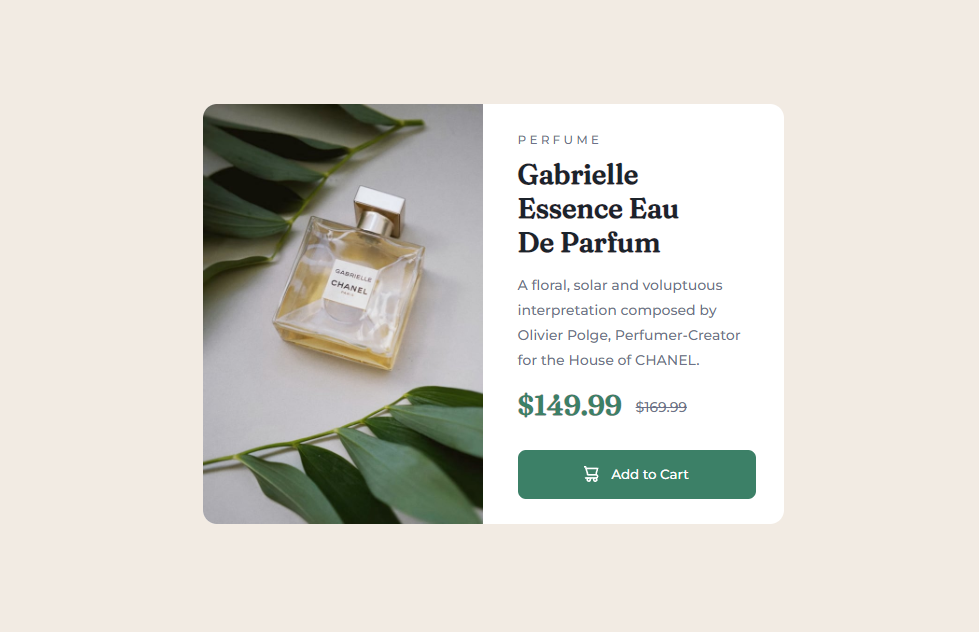 PERFUME
Gabrielle
Essence Eau
De Parfum
A floral, solar and voluptuous
interpretation composed by
Olivier Polge, Perfumer-Creator
for the House of CHANEL.
$149.99 $169.99
Add to Cart
GABRIELLE
CHANEL
PARIS